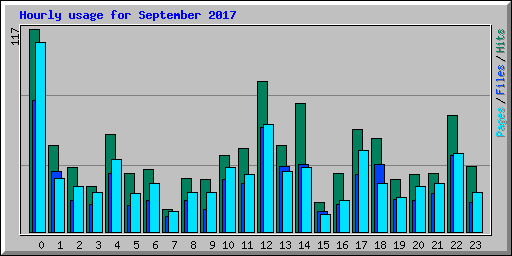 Hourly usage for September 2017
117
Pages / Files / Hits
0 1 2 3 4 5 6 7 8 9 10 11 12 13 14 15 16 17 18 19 20 21 22 23